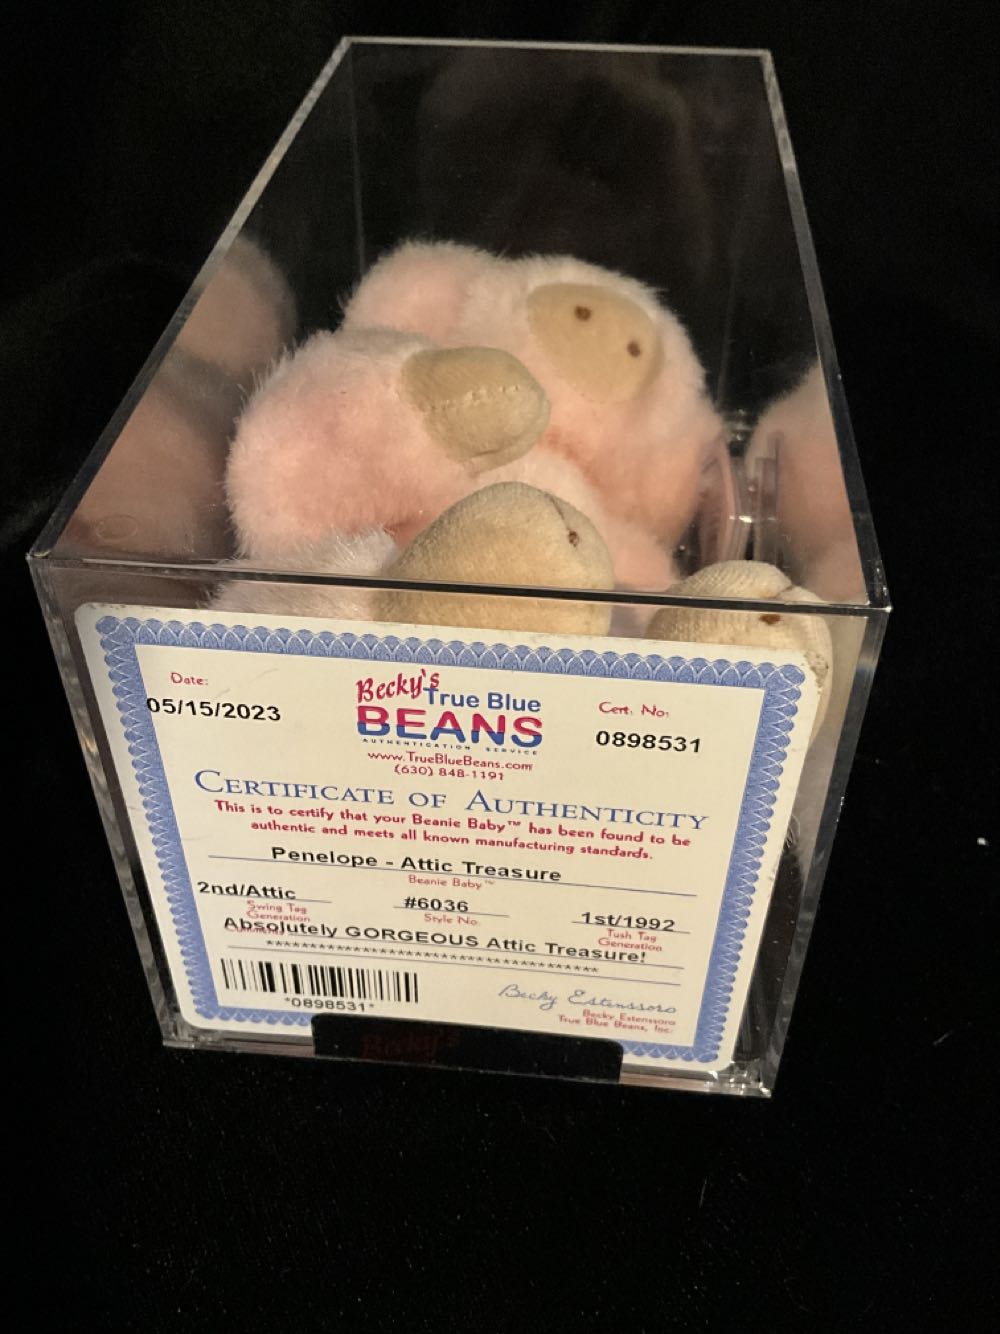 Date:
05/15/2023
Becky's
True Blue
BEANS
AUTHENTICATION SERVICE
www.TrueBlueBeans.com
(630) 848-1191
Cert. No:
0898531
CERTIFICATE OF AUTHENTICITY
This is to certify that your Beanie Baby™ has been found to be
authentic and meets all known manufacturing standards.
Penelope - Attic Treasure
Beanie Baby™
2nd/Attic
Swing Tag
Generation
#6036
Style No.
1st/1992
Tush Tag
Generation
Comments:
Absolutely GORGEOUS Attic Treasure!
****************************************
*0898531*
Becky Estenssoro
Becky Estenssoro
True Blue Beans, Inc.
Becky's